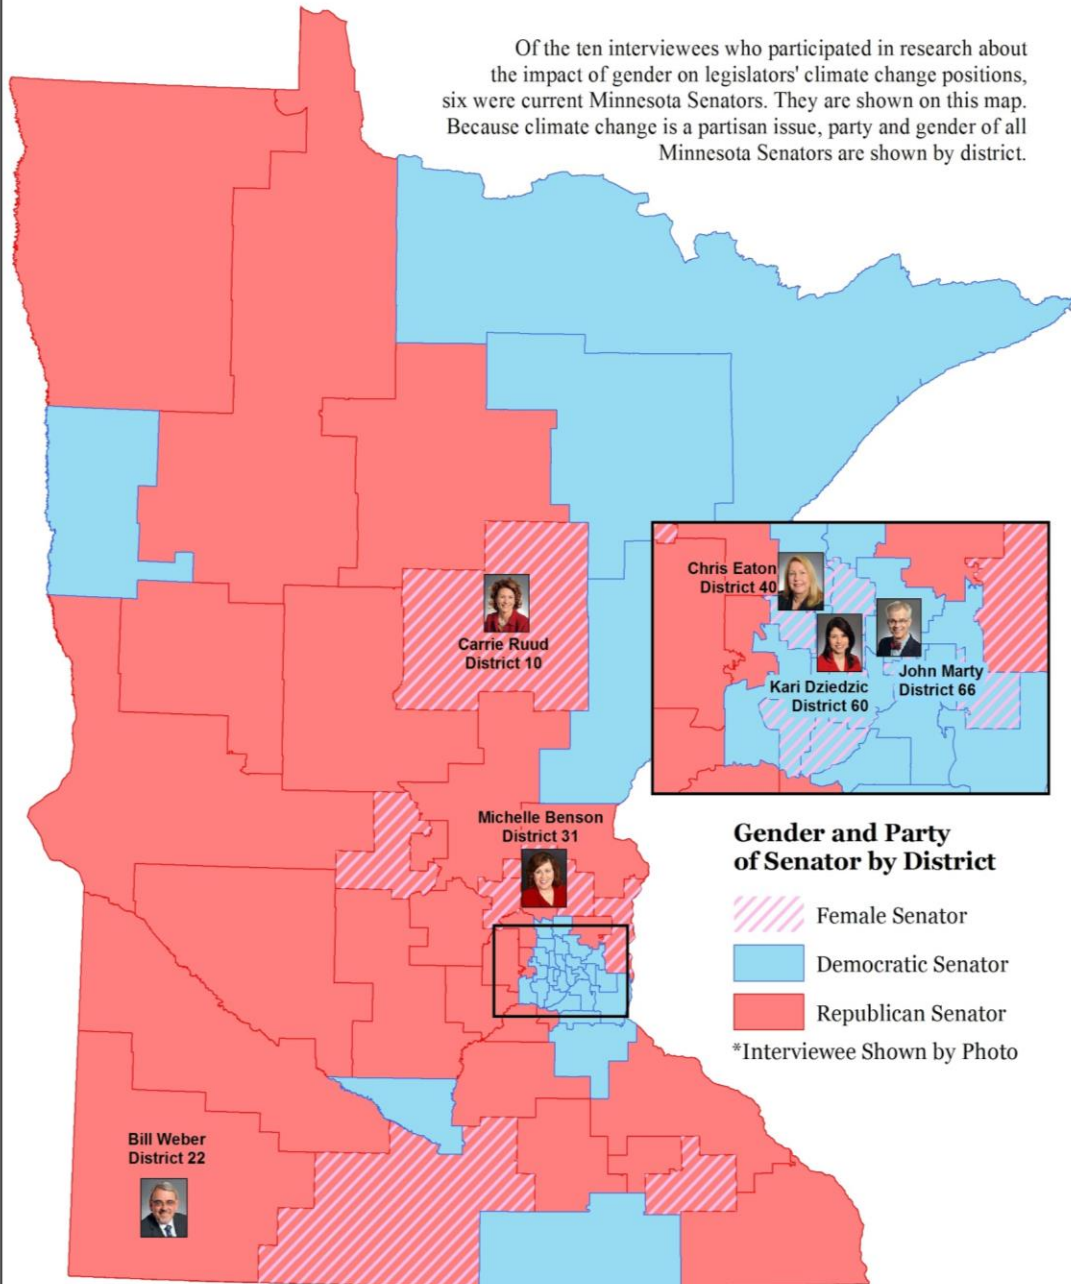 Of the ten interviewees who participated in research about
the impact of gender on legislators' climate change positions,
six were current Minnesota Senators. They are shown on this map.
Because climate change is a partisan issue, party and gender of all
Minnesota Senators are shown by district.
Chris Eaton
District 40
Carrie Ruud
District 10
John Marty
District 66
Kari Dziedzic
District 60
Michelle Benson
District 31
Gender and Party
of Senator by District
Female Senator
Democratic Senator
Republican Senator
*Interviewee Shown by Photo
Bill Weber
District 22